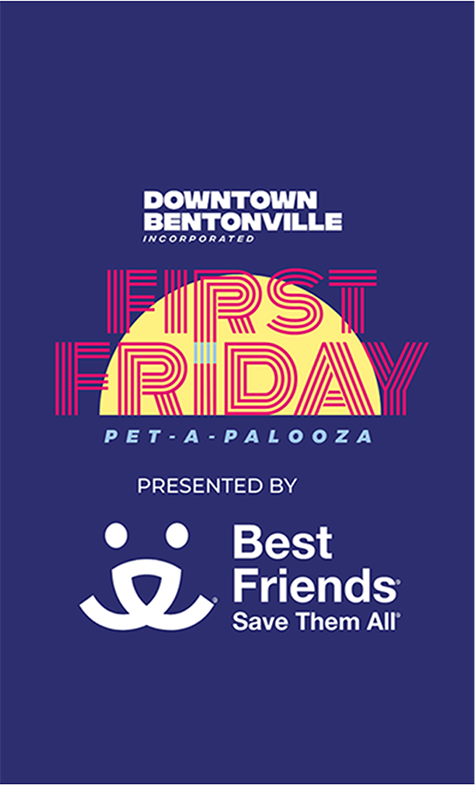 DOWNTOWN
BENTONVILLE
INCORPORATED
FIRST
FRIDAY
PET-A-PALOOZA
PRESENTED BY
Best
Friends®
Save Them All®
®